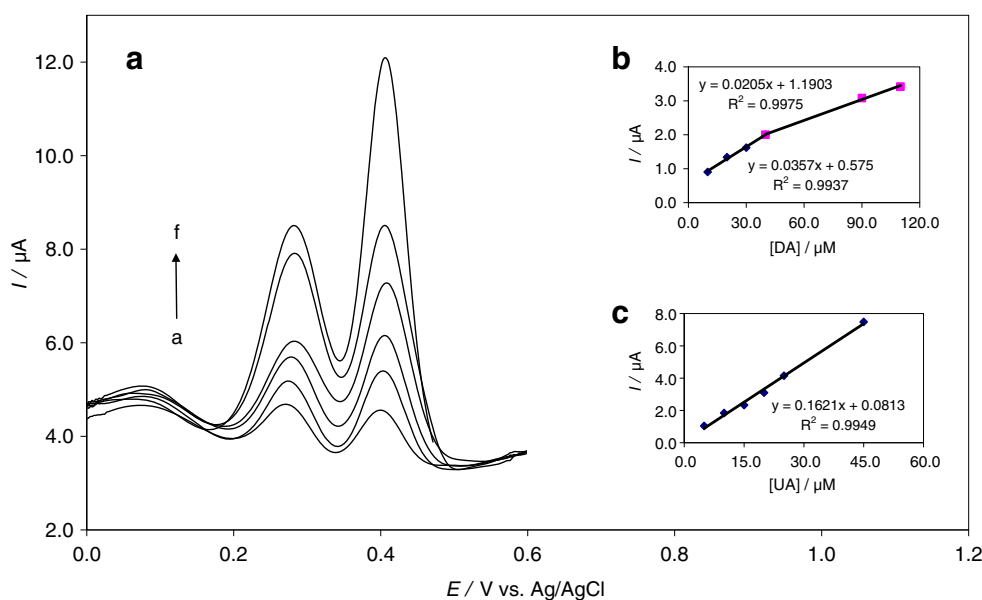 a
12.0
10.0
8.0
6.0
4.0
2.0
I / µA
f
a
0.0 0.2 0.4 0.6 0.8 1.0 1.2
E / V vs. Ag/AgCl
b
4.0
3.0
2.0
1.0
0.0
I / µA
y = 0.0205x + 1.1903
R² = 0.9975
y = 0.0357x + 0.575
R² = 0.9937
0.0 30.0 60.0 90.0 120.0
[DA] / µM
c
8.0
6.0
4.0
2.0
0.0
I / µA
y = 0.1621x + 0.0813
R² = 0.9949
0.0 15.0 30.0 45.0 60.0
[UA] / µM